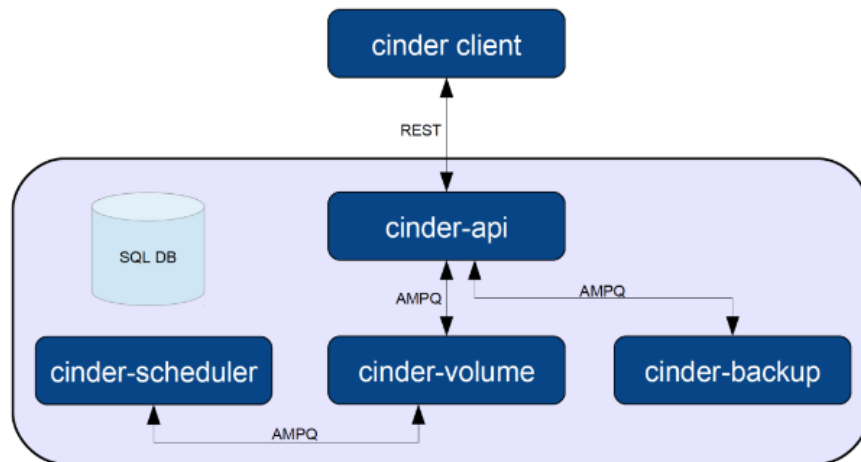 cinder client
REST
cinder-api
SQL DB
AMPQ
AMPQ
cinder-scheduler
cinder-volume
cinder-backup
AMPQ